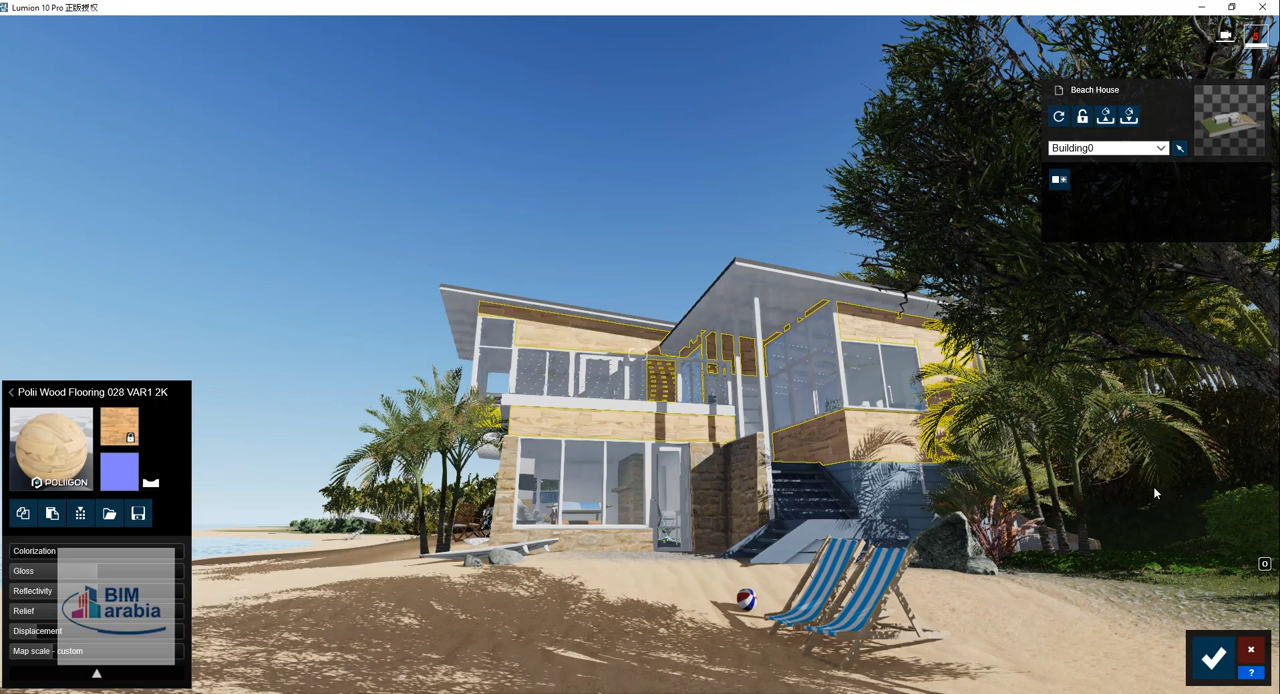 Lumion 10 Pro 正版授权
6
Beach House
Building0
Polii Wood Flooring 028 VAR1 2K
POLIIGON
Colorization
Gloss
Reflectivity
Relief
Displacement
Map scale - custom
BIM
arabia
O
?